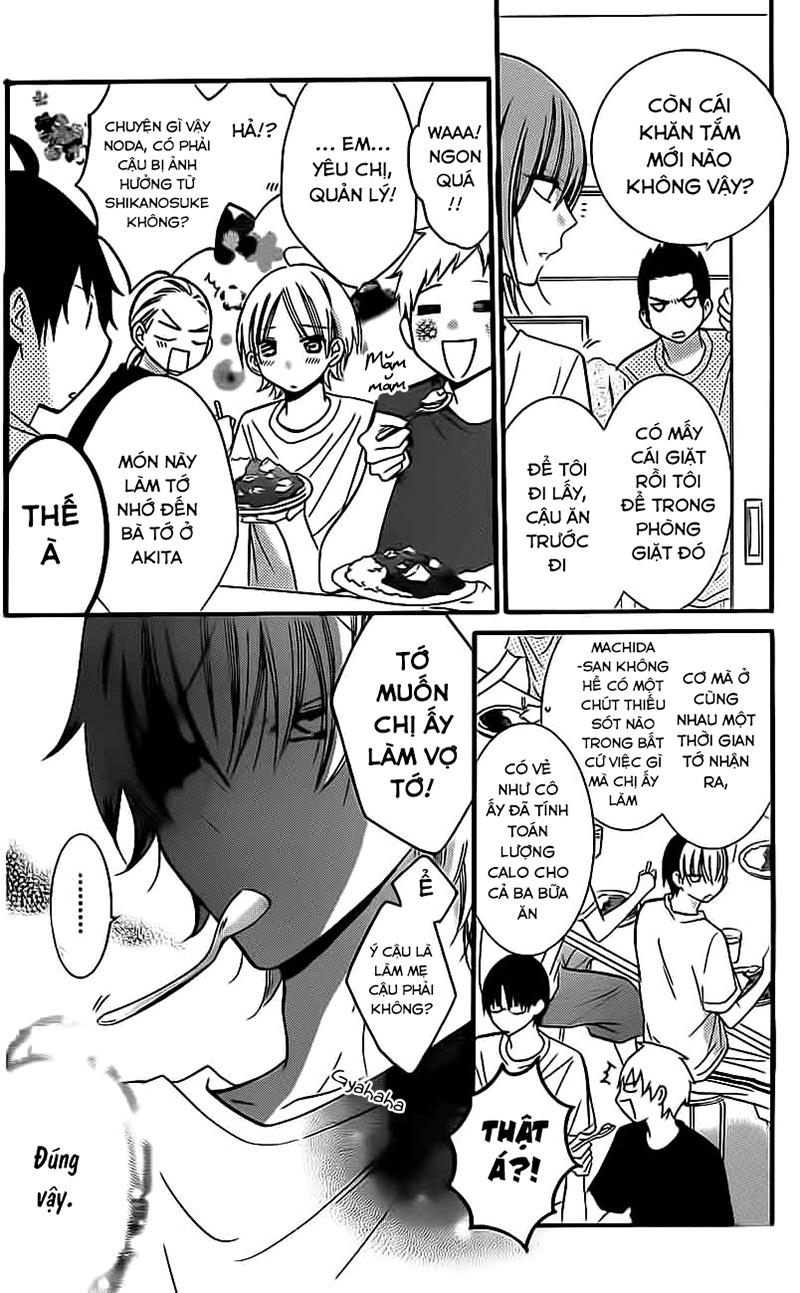 CÒN CÁI
KHĂN TẮM
MỚI NÀO
KHÔNG VẬY?
CÓ MẤY
CÁI GIẶT
RỒI TÔI
ĐỂ TRONG
PHÒNG
GIẶT ĐÓ
ĐỂ TÔI
ĐI LẤY,
CẬU ĂN
TRƯỚC
ĐI
WAAA!
NGON
QUÁ
!!
... EM...
YÊU CHỊ,
QUẢN LÝ!
HẢ!?
CHUYỆN GÌ VẬY
NODA, CÓ PHẢI
CẬU BỊ ẢNH
HƯỞNG TỪ
SHIKANOSUKE
KHÔNG?
Măm
măm
MÓN NÀY
LÀM TỚ
NHỚ ĐẾN
BÀ TỚ Ở
AKITA
THẾ
À
CƠ MÀ Ở
CÙNG
NHAU MỘT
THỜI GIAN
TỚ NHẬN
RA,
MACHIDA
-SAN KHÔNG
HỀ CÓ MỘT
CHÚT THIẾU
SÓT NÀO
TRONG BẤT
CỨ VIỆC GÌ
MÀ CHỊ ẤY
LÀM
CÓ VẺ
NHƯ CÔ
ẤY ĐÃ TÍNH
TOÁN
LƯỢNG
CALO CHO
CẢ BA BỮA
ĂN
THẬT
Á?!
TỚ
MUỐN
CHỊ ẤY
LÀM VỢ
TỚ!
Ể
Ý CẬU LÀ
LÀM MẸ
CẬU PHẢI
KHÔNG?
Gyahaha
.........
Đúng
vậy.